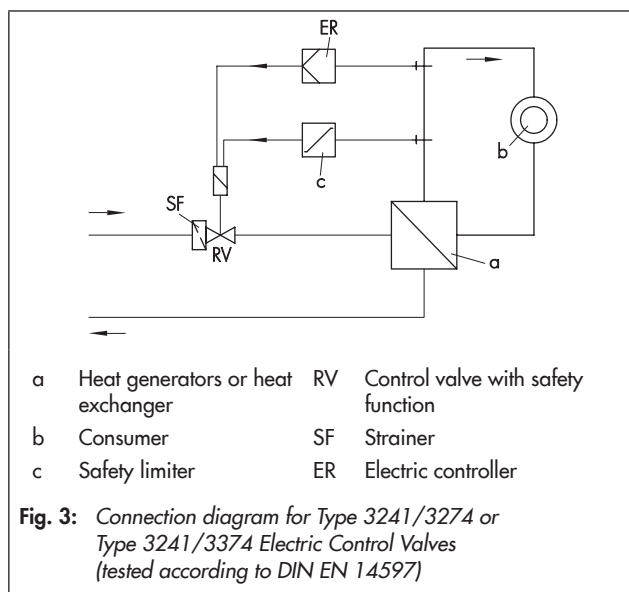 ER
c
b
SF
RV
a
a Heat generators or heat exchanger
RV Control valve with safety function
b Consumer
SF Strainer
c Safety limiter
ER Electric controller
Fig. 3: Connection diagram for Type 3241/3274 or
Type 3241/3374 Electric Control Valves
(tested according to DIN EN 14597)